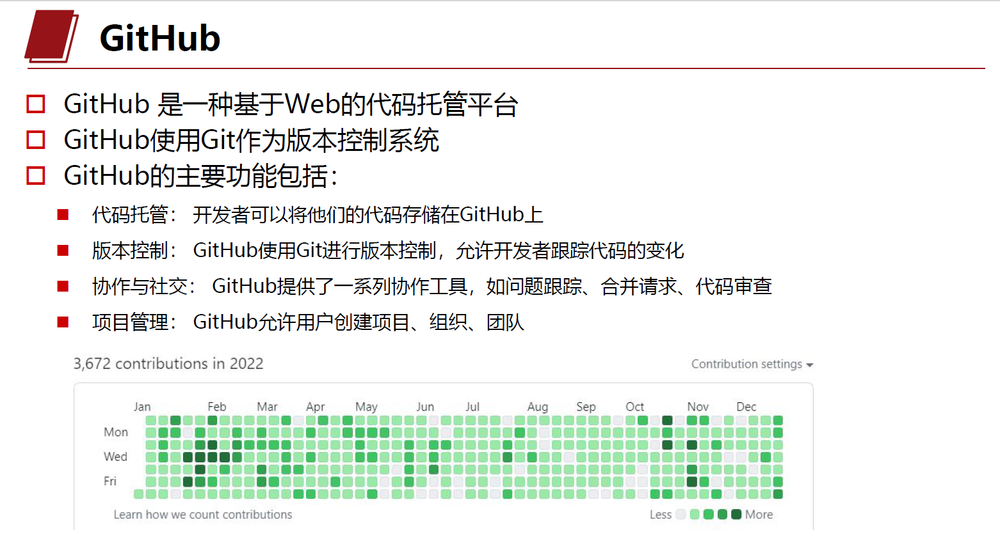 GitHub
GitHub 是一种基于Web的代码托管平台
GitHub使用Git作为版本控制系统
GitHub的主要功能包括：
代码托管： 开发者可以将他们的代码存储在GitHub上
版本控制： GitHub使用Git进行版本控制，允许开发者跟踪代码的变化
协作与社交： GitHub提供了一系列协作工具，如问题跟踪、合并请求、代码审查
项目管理： GitHub允许用户创建项目、组织、团队
3,672 contributions in 2022 Contribution settings
Jan Feb Mar Apr May Jun Jul Aug Sep Oct Nov Dec
Mon
Wed
Fri
Learn how we count contributions Less More